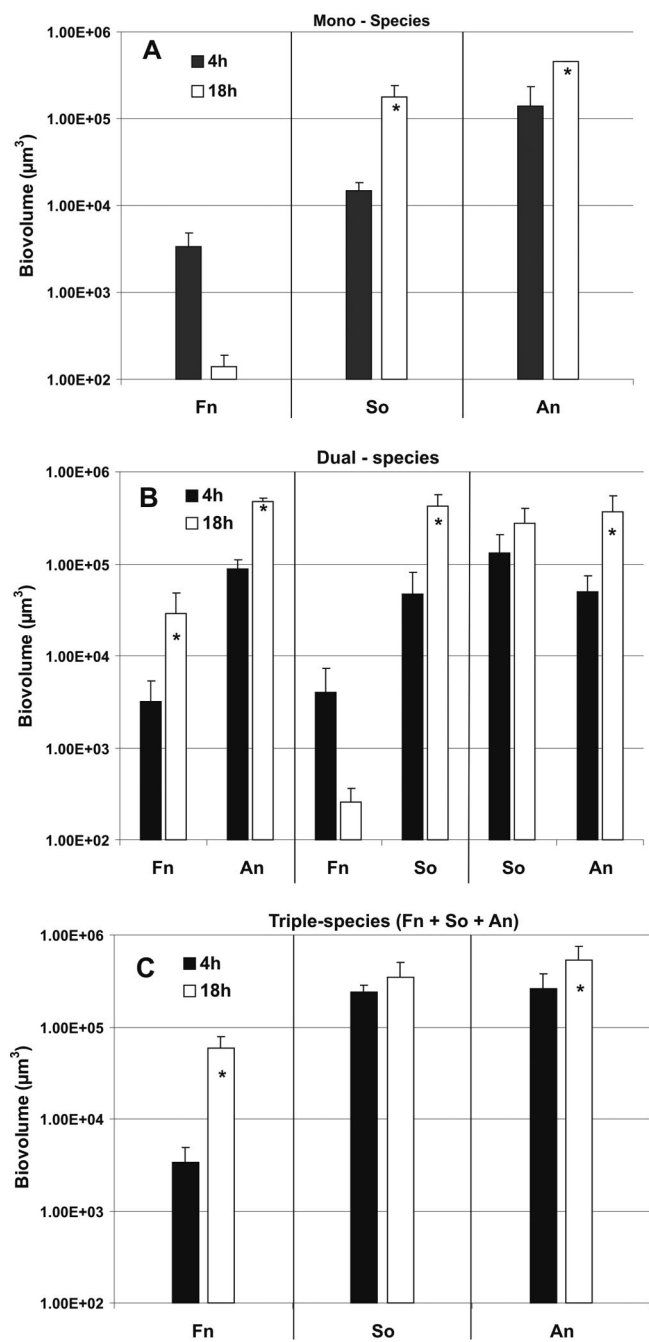 Mono - Species
A
4h
18h
Biovolume (µm³)
1.00E+06
1.00E+05
1.00E+04
1.00E+03
1.00E+02
*
*
Fn So An
Dual - species
B
4h
18h
Biovolume (µm³)
1.00E+06
1.00E+05
1.00E+04
1.00E+03
1.00E+02
*
*
*
*
Fn An Fn So So An
Triple-species (Fn + So + An)
C
4h
18h
Biovolume (µm³)
1.00E+06
1.00E+05
1.00E+04
1.00E+03
1.00E+02
*
*
Fn So An